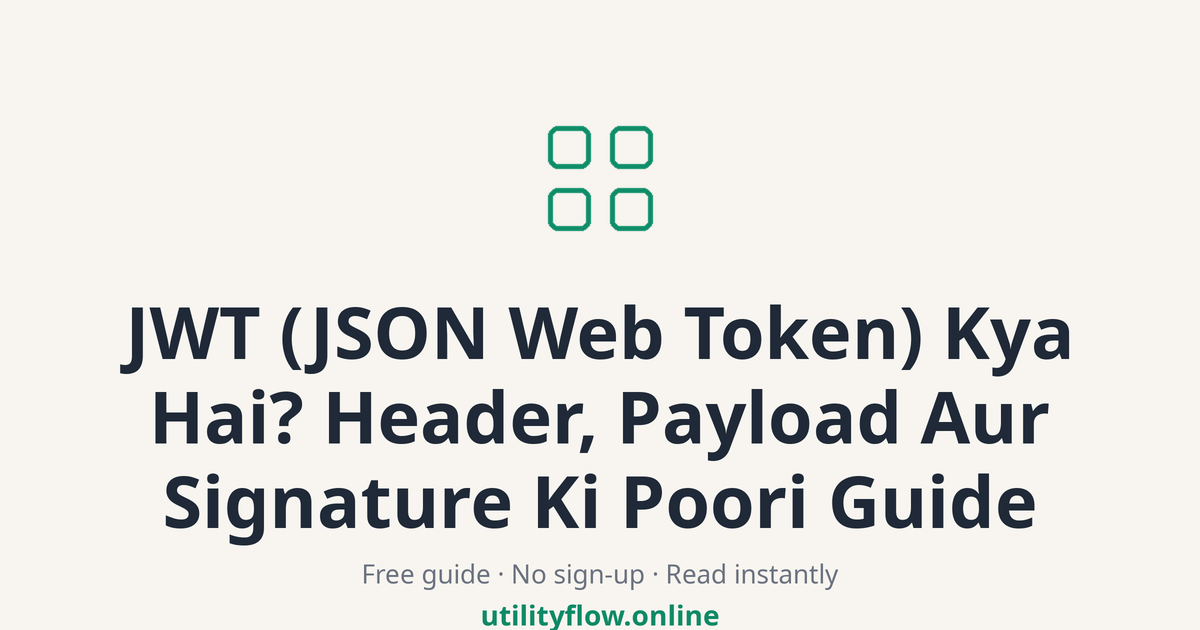 JWT (JSON Web Token) Kya
Hai? Header, Payload Aur
Signature Ki Poori Guide
Free guide · No sign-up · Read instantly
utilityflow.online